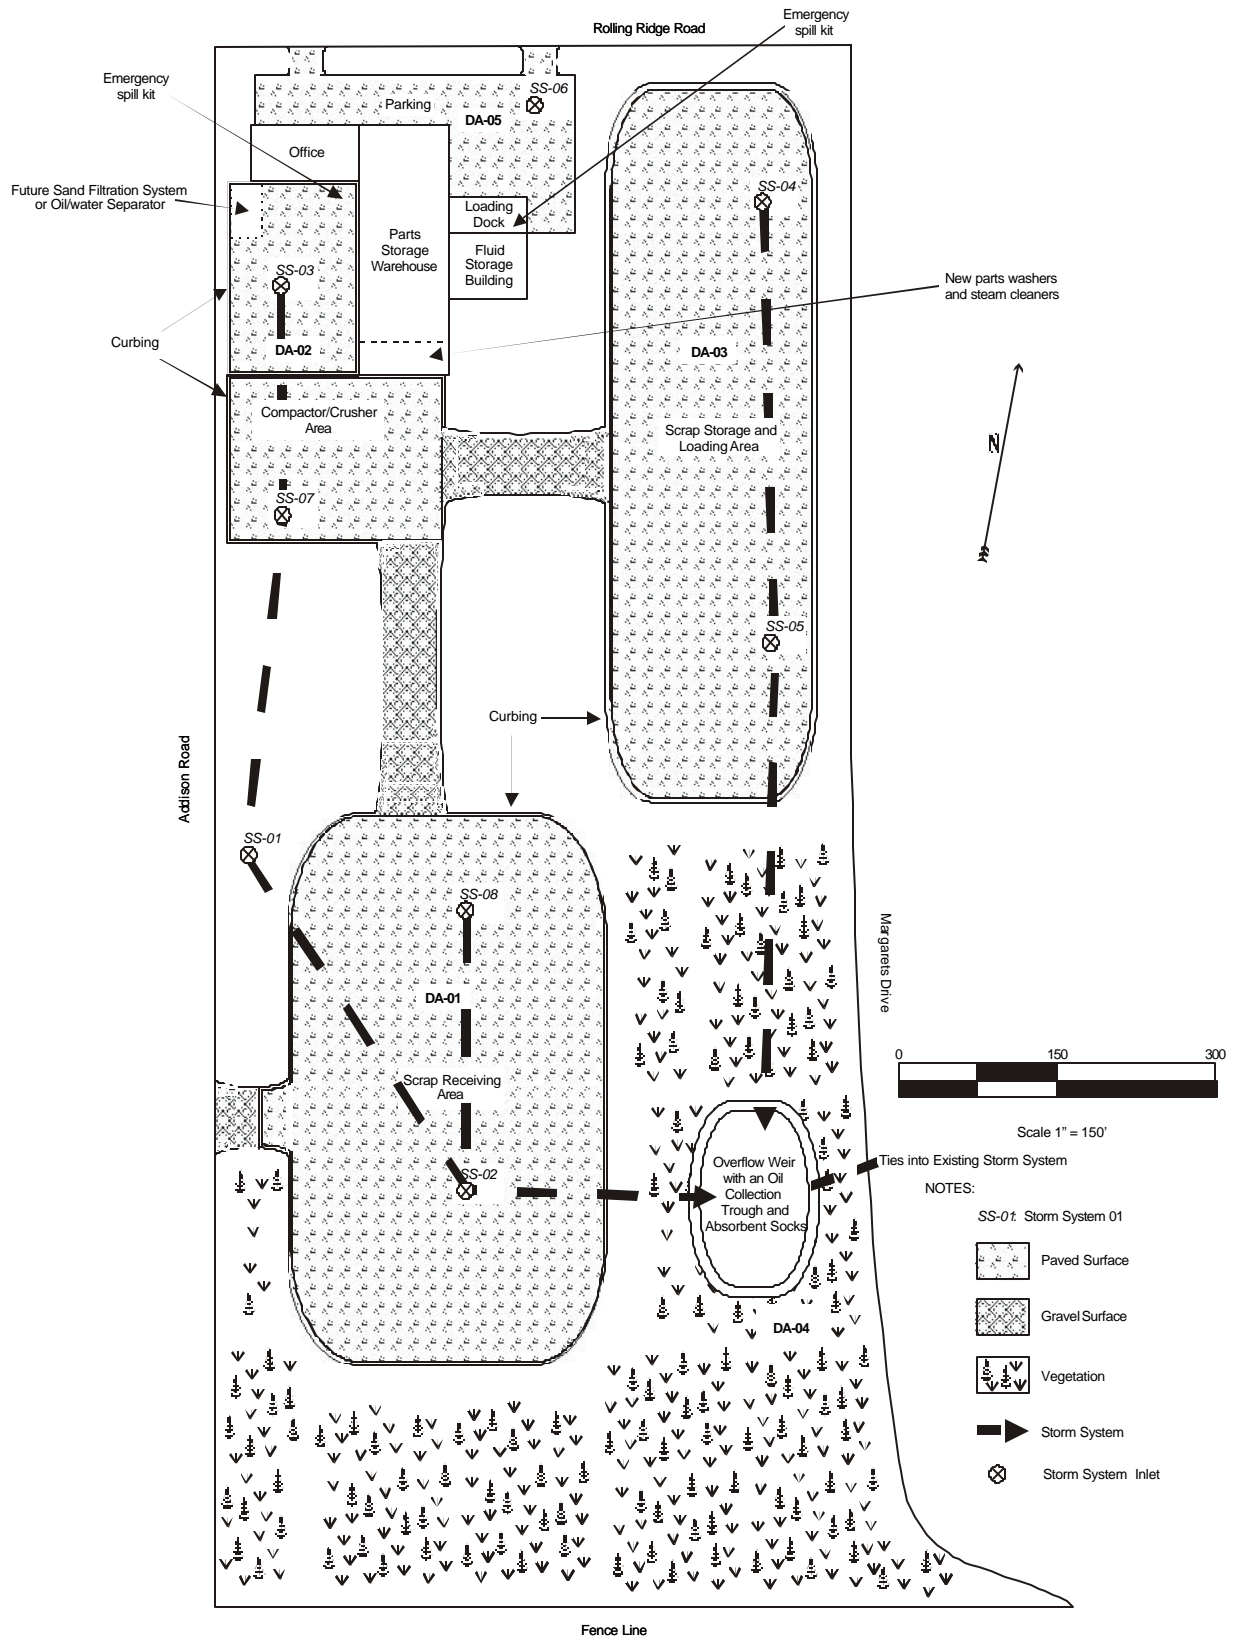 Rolling Ridge Road
Emergency
spill kit
Emergency
spill kit
SS-06
Parking
DA-05
Office
Future Sand Filtration System
or Oil/water Separator
SS-04
Loading
Dock
Parts
Storage
Warehouse
Fluid
Storage
Building
SS-03
New parts washers
and steam cleaners
Curbing
DA-02
DA-03
Compactor/Crusher
Area
Scrap Storage and
Loading Area
N
SS-07
SS-05
Curbing
Addison Road
SS-01
SS-08
Margarets Drive
DA-01
0 150 300
Scrap Receiving
Area
Scale 1" = 150'
Ties into Existing Storm System
SS-02
Overflow Weir
with an Oil
Collection
Trough and
Absorbent Socks
NOTES:
SS-01: Storm System 01
Paved Surface
Gravel Surface
DA-04
Vegetation
Storm System
Storm System Inlet
Fence Line